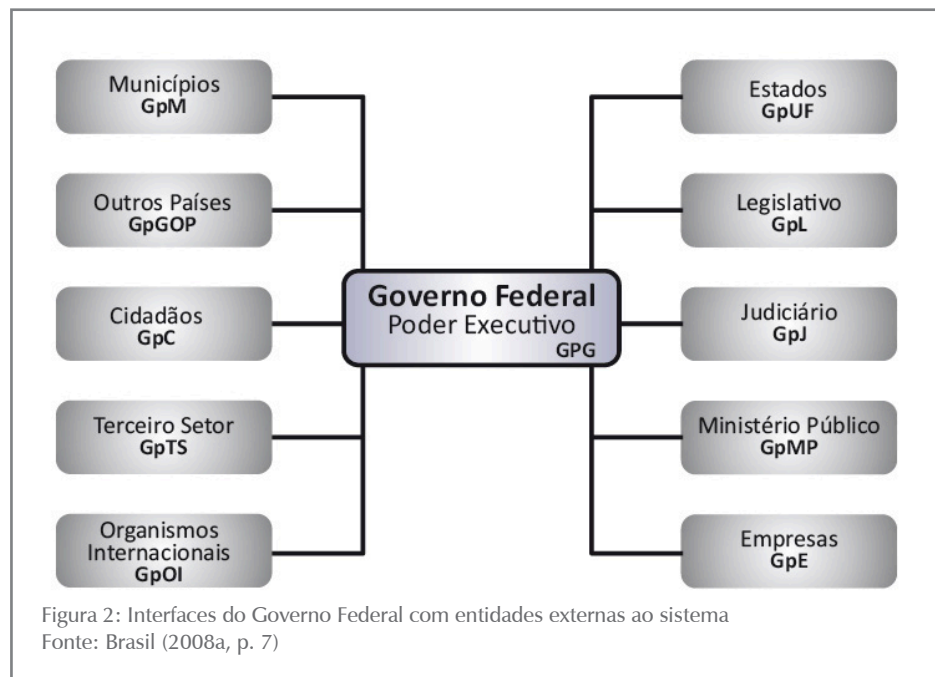 Municípios
GpM
Outros Países
GpGOP
Cidadãos
GpC
Terceiro Setor
GpTS
Organismos
Internacionais
GpOI
Governo Federal
Poder Executivo
GPG
Estados
GpUF
Legislativo
GpL
Judiciário
GpJ
Ministério Público
GpMP
Empresas
GpE
Figura 2: Interfaces do Governo Federal com entidades externas ao sistema
Fonte: Brasil (2008a, p. 7)